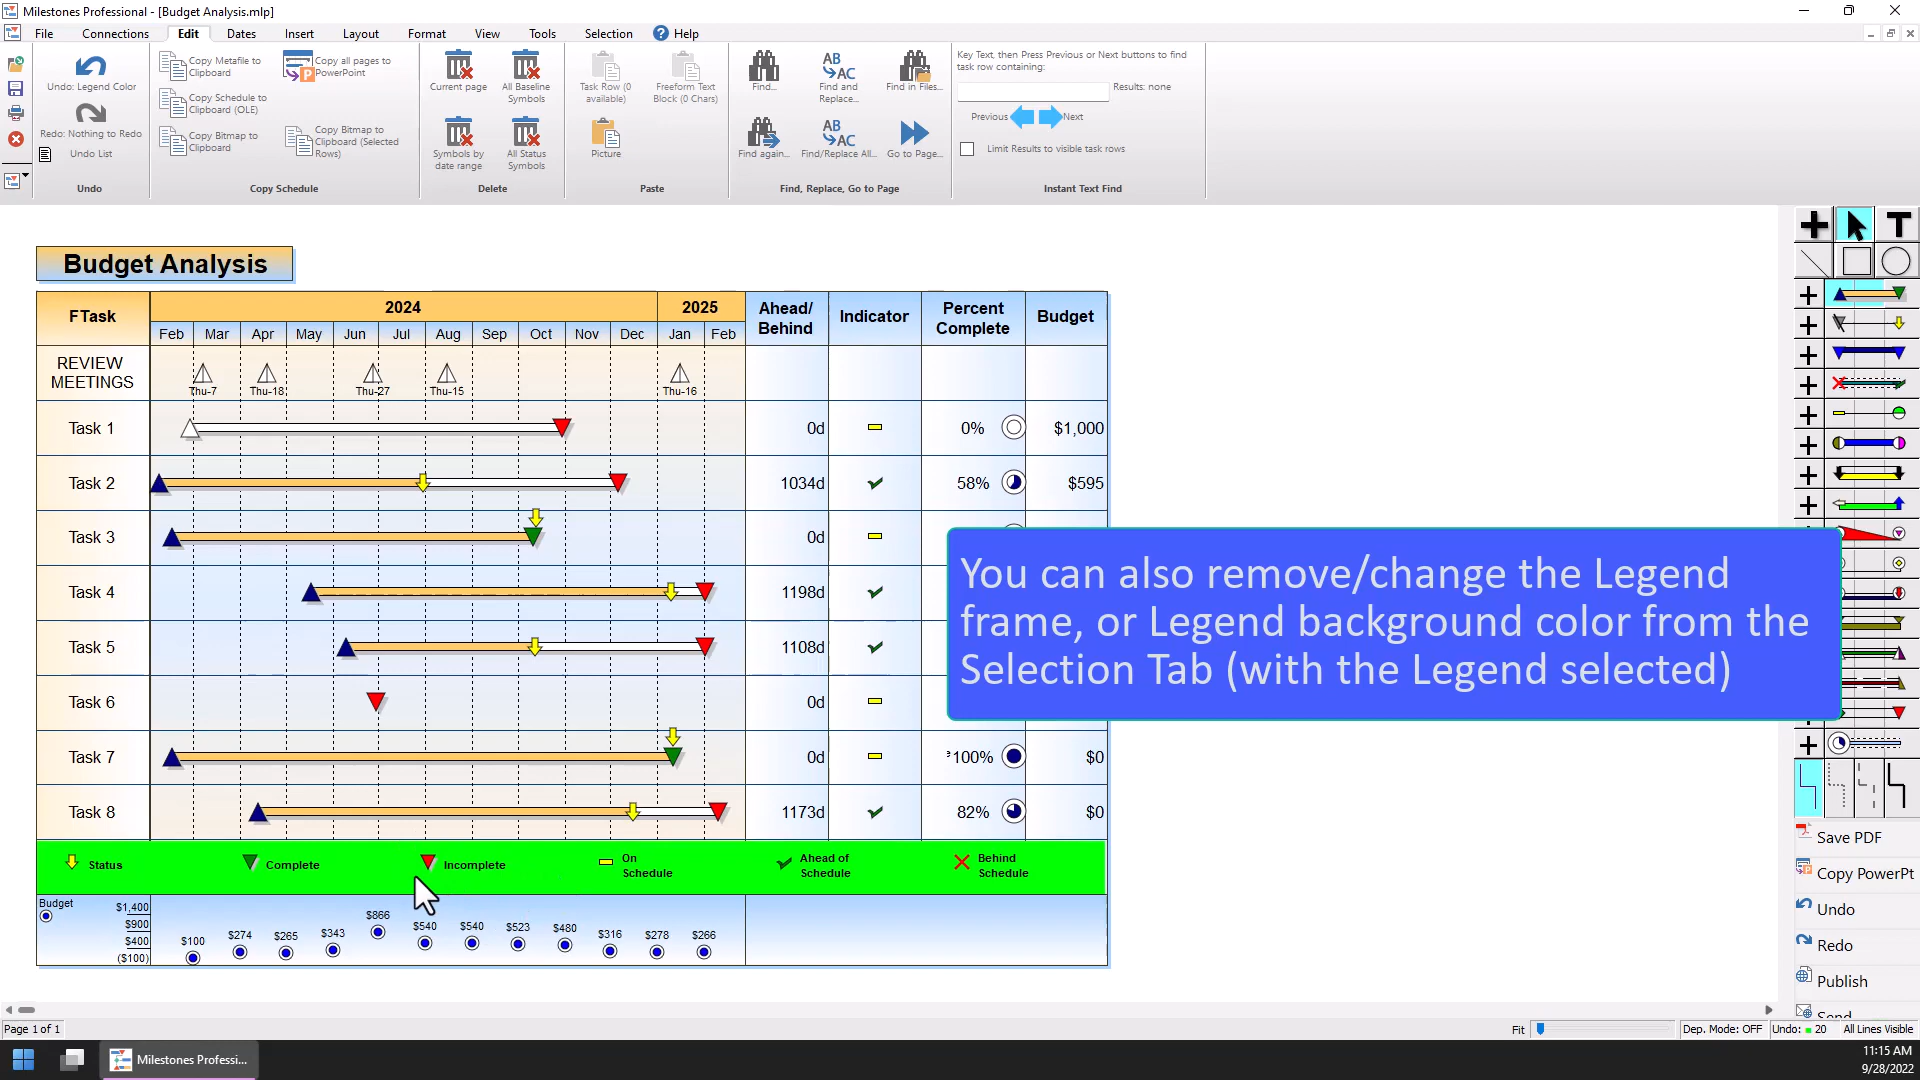 Milestones Professional - [Budget Analysis.mlp]
File Connections Edit Dates Insert Layout Format View Tools Selection Help
Undo: Legend Color
Redo: Nothing to Redo
Undo List
Undo
Copy Metafile to Clipboard
Copy Schedule to Clipboard (OLE)
Copy Bitmap to Clipboard
Copy all pages to PowerPoint
Copy Bitmap to Clipboard (Selected Rows)
Copy Schedule
Current page
All Baseline Symbols
Symbols by date range
All Status Symbols
Delete
Task Row (0 available)
Freeform Text Block (0 Chars)
Picture
Paste
Find...
Find and Replace...
Find in Files...
Find again...
Find/Replace All...
Go to Page...
Find, Replace, Go to Page
Key Text, then Press Previous or Next buttons to find task row containing:
Results: none
Previous Next
Limit Results to visible task rows
Instant Text Find
Budget Analysis
FTask 2024 2025 Ahead/ Behind Indicator Percent Complete Budget
Feb Mar Apr May Jun Jul Aug Sep Oct Nov Dec Jan Feb
REVIEW MEETINGS
Thu-7 Thu-18 Thu-27 Thu-15 Thu-16
Task 1 0d 0% $1,000
Task 2 1034d 58% $595
Task 3 0d
Task 4 1198d
Task 5 1108d
Task 6 0d
Task 7 0d 100% $0
Task 8 1173d 82% $0
You can also remove/change the Legend
frame, or Legend background color from the
Selection Tab (with the Legend selected)
Status Complete Incomplete On Schedule Ahead of Schedule Behind Schedule
Budget
$1,400
$900
$400
($100)
$100 $274 $265 $343 $866 $540 $540 $523 $480 $316 $278 $266
Save PDF
Copy PowerPt
Undo
Redo
Publish
Send
Page 1 of 1
Fit
Dep. Mode: OFF Undo: 20 All Lines Visible
Milestones Professi...
11:15 AM
9/28/2022